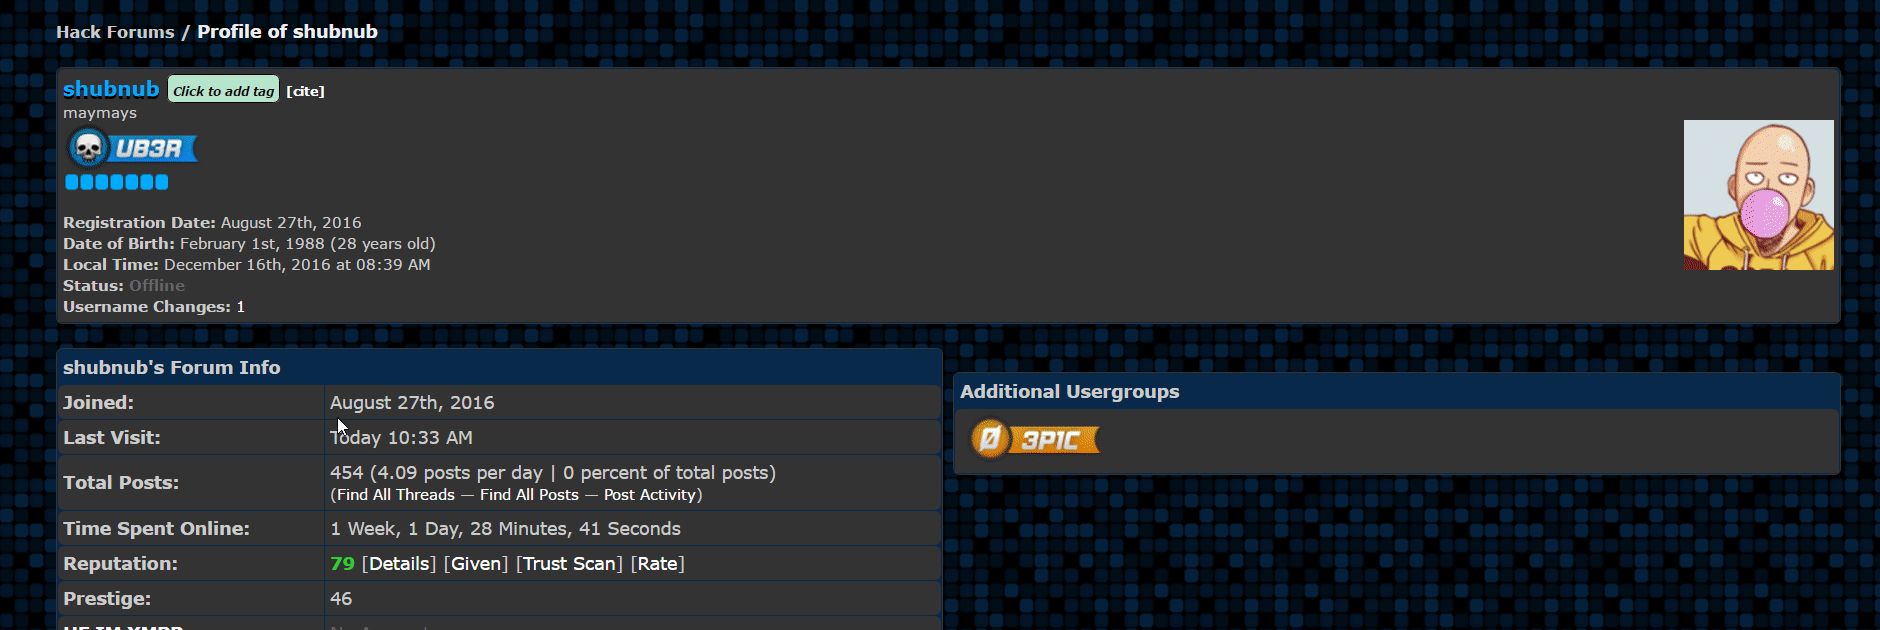 Hack Forums / Profile of shubnub
shubnub Click to add tag [cite]
maymays
UB3R
Registration Date: August 27th, 2016
Date of Birth: February 1st, 1988 (28 years old)
Local Time: December 16th, 2016 at 08:39 AM
Status: Offline
Username Changes: 1
shubnub's Forum Info
Joined: August 27th, 2016
Last Visit: Today 10:33 AM
Total Posts: 454 (4.09 posts per day | 0 percent of total posts)
(Find All Threads — Find All Posts — Post Activity)
Time Spent Online: 1 Week, 1 Day, 28 Minutes, 41 Seconds
Reputation: 79 [Details] [Given] [Trust Scan] [Rate]
Prestige: 46
Additional Usergroups
3P1C